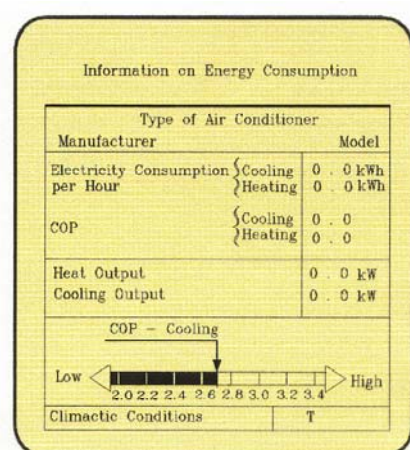 Information on Energy Consumption
Type of Air Conditioner
Manufacturer Model
Electricity Consumption Cooling 0 . 0 kWh
per Hour Heating 0 . 0 kWh
COP Cooling 0 . 0
Heating 0 . 0
Heat Output 0 . 0 kW
Cooling Output 0 . 0 kW
COP - Cooling
Low High
2.0 2.2 2.4 2.6 2.8 3.0 3.2 3.4
Climactic Conditions T